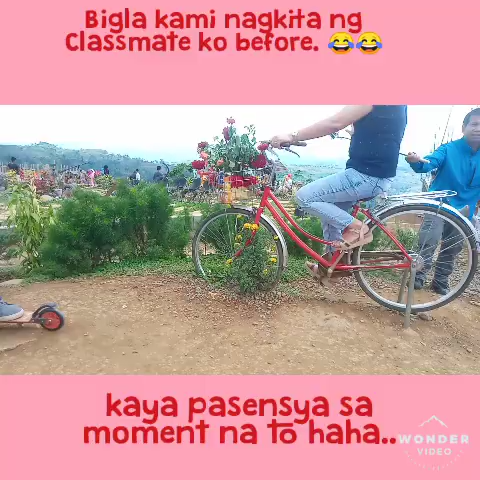 Bigla kami nagkita ng
Classmate ko before. 😂😂
kaya pasensya sa
moment na to haha..
WONDER
VIDEO